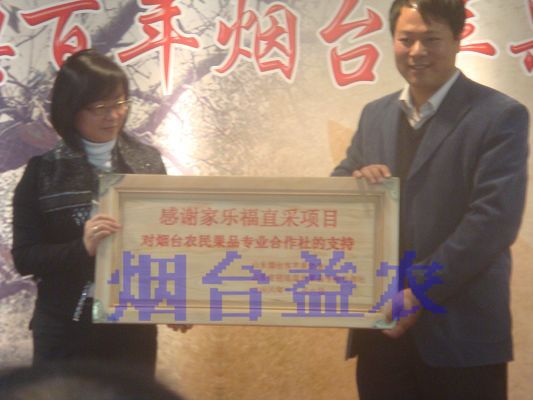 百年烟台
感谢家乐福直采项目
对烟台农民果品专业合作社的支持
烟台益农